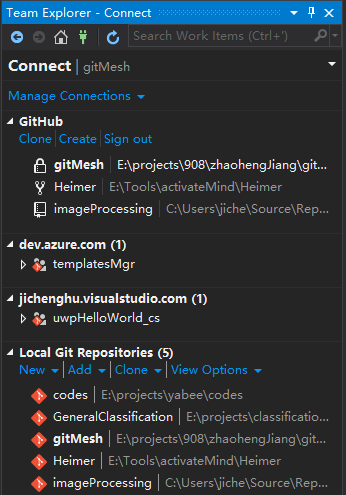 Team Explorer - Connect
Search Work Items (Ctrl+')
Connect | gitMesh
Manage Connections
GitHub
Clone | Create | Sign out
gitMesh | E:\projects\908\zhaohengJiang\git...
Heimer | E:\Tools\activateMind\Heimer
imageProcessing | C:\Users\jiche\Source\Rep...
dev.azure.com (1)
templatesMgr
jichenghu.visualstudio.com (1)
uwpHelloWorld_cs
Local Git Repositories (5)
New | Add | Clone | View Options
codes | E:\projects\yabee\codes
GeneralClassification | E:\projects\classificatio...
gitMesh | E:\projects\908\zhaohengJiang\git...
Heimer | E:\Tools\activateMind\Heimer
imageProcessing | C:\Users\jiche\Source\Rep...